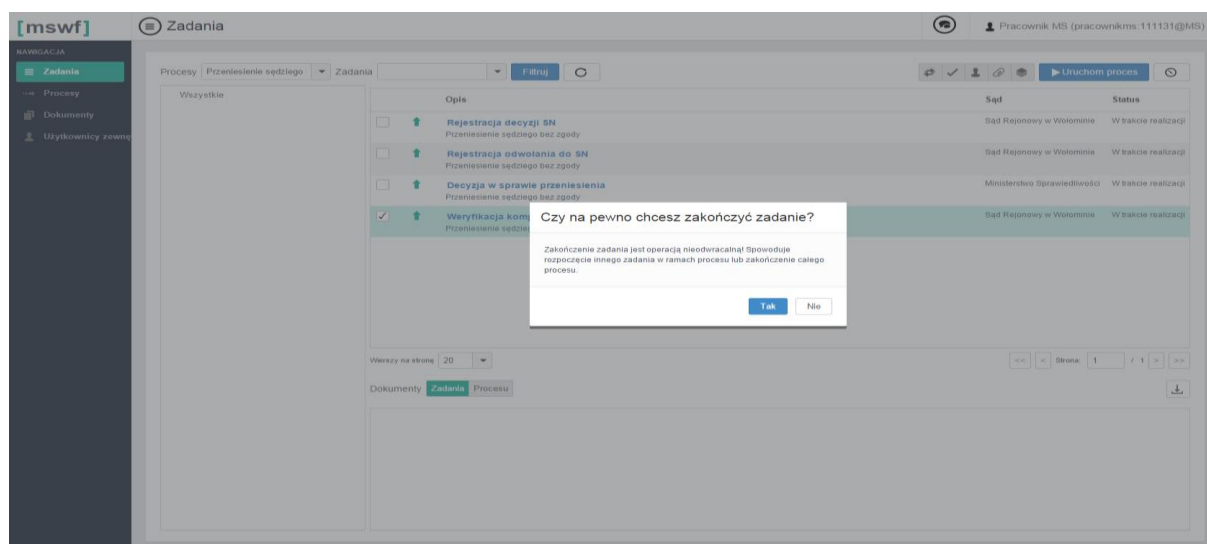 [mswf]
Zadania
Pracownik MS (pracownikms:111131@MS)
NAWIGACJA
Zadania
Procesy
Dokumenty
Użytkownicy zewnę
Procesy Przeniesienie sędziego Zadania Filtruj
Uruchom proces
Wszystkie
Opis Sąd Status
Rejestracja decyzji SN Sąd Rejonowy w Wołominie W trakcie realizacji
Przeniesienie sędziego bez zgody
Rejestracja odwołania do SN Sąd Rejonowy w Wołominie W trakcie realizacji
Przeniesienie sędziego bez zgody
Decyzja w sprawie przeniesienia Ministerstwo Sprawiedliwości W trakcie realizacji
Przeniesienie sędziego bez zgody
Weryfikacja komp Sąd Rejonowy w Wołominie W trakcie realizacji
Przeniesienie sędzie
Czy na pewno chcesz zakończyć zadanie?
Zakończenie zadania jest operacją nieodwracalną! Spowoduje
rozpoczęcie innego zadania w ramach procesu lub zakończenie całego
procesu.
Tak Nie
Wierszy na stronę 20
<< < Strona: 1 / 1 > >>
Dokumenty Zadania Procesu